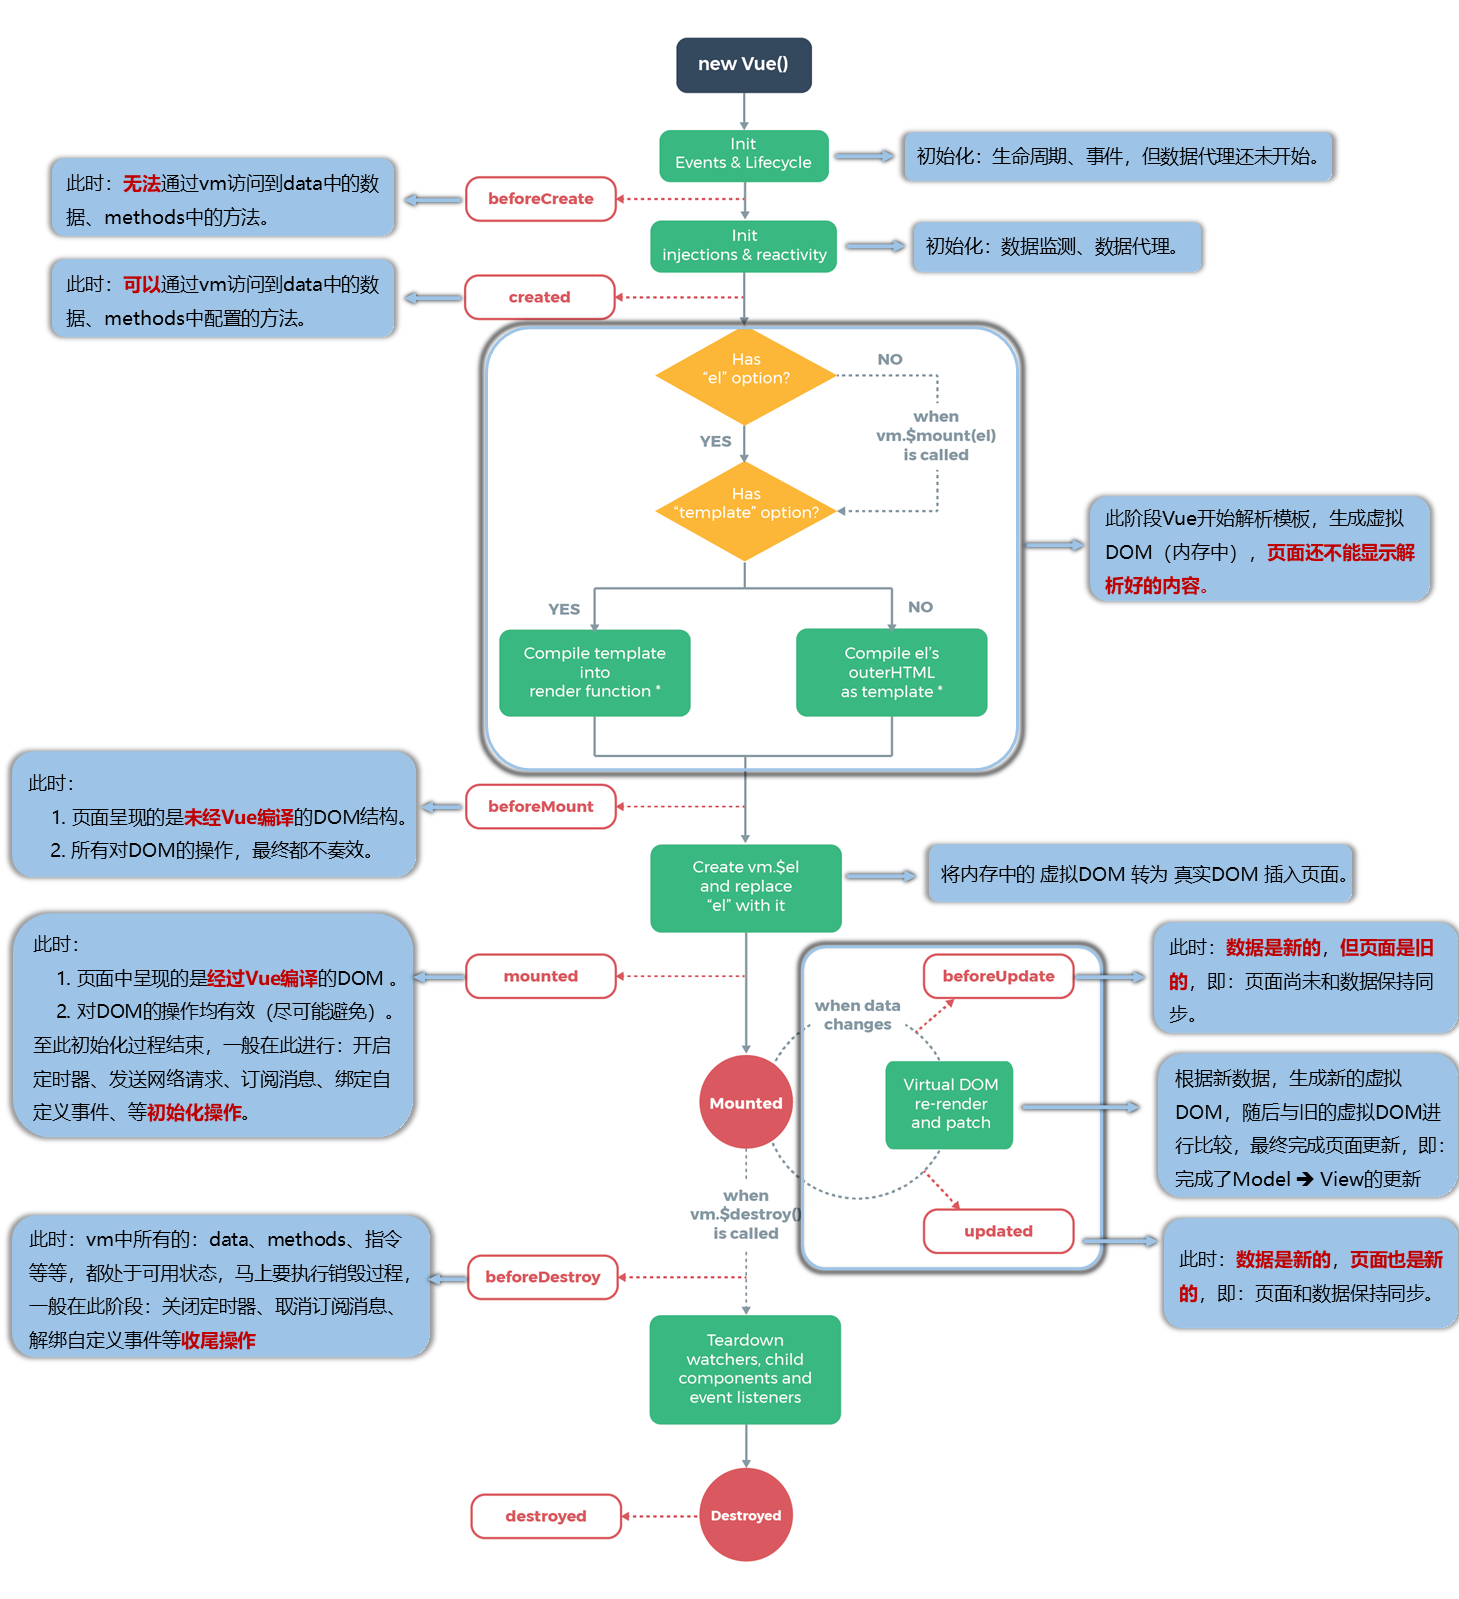 new Vue()
Init
Events & Lifecycle
初始化：生命周期、事件，但数据代理还未开始。
此时：无法通过vm访问到data中的数
据、methods中的方法。
beforeCreate
Init
injections & reactivity
初始化：数据监测、数据代理。
此时：可以通过vm访问到data中的数
据、methods中配置的方法。
created
Has
“el” option?
NO
when
vm.$mount(el)
is called
YES
Has
“template” option?
此阶段Vue开始解析模板，生成虚拟
DOM（内存中），页面还不能显示解
析好的内容。
YES
NO
Compile template
into
render function *
Compile el’s
outerHTML
as template *
此时：
1. 页面呈现的是未经Vue编译的DOM结构。
2. 所有对DOM的操作，最终都不奏效。
beforeMount
Create vm.$el
and replace
“el” with it
将内存中的 虚拟DOM 转为 真实DOM 插入页面。
此时：
1. 页面中呈现的是经过Vue编译的DOM 。
2. 对DOM的操作均有效（尽可能避免）。
至此初始化过程结束，一般在此进行：开启
定时器、发送网络请求、订阅消息、绑定自
定义事件、等初始化操作。
mounted
beforeUpdate
此时：数据是新的，但页面是旧
的，即：页面尚未和数据保持同
步。
when data
changes
Mounted
Virtual DOM
re-render
and patch
根据新数据，生成新的虚拟
DOM，随后与旧的虚拟DOM进
行比较，最终完成页面更新，即：
完成了Model ➔ View的更新
when
vm.$destroy()
is called
updated
此时：数据是新的，页面也是新
的，即：页面和数据保持同步。
此时：vm中所有的：data、methods、指令
等等，都处于可用状态，马上要执行销毁过程，
一般在此阶段：关闭定时器、取消订阅消息、
解绑自定义事件等收尾操作
beforeDestroy
Teardown
watchers, child
components and
event listeners
destroyed
Destroyed